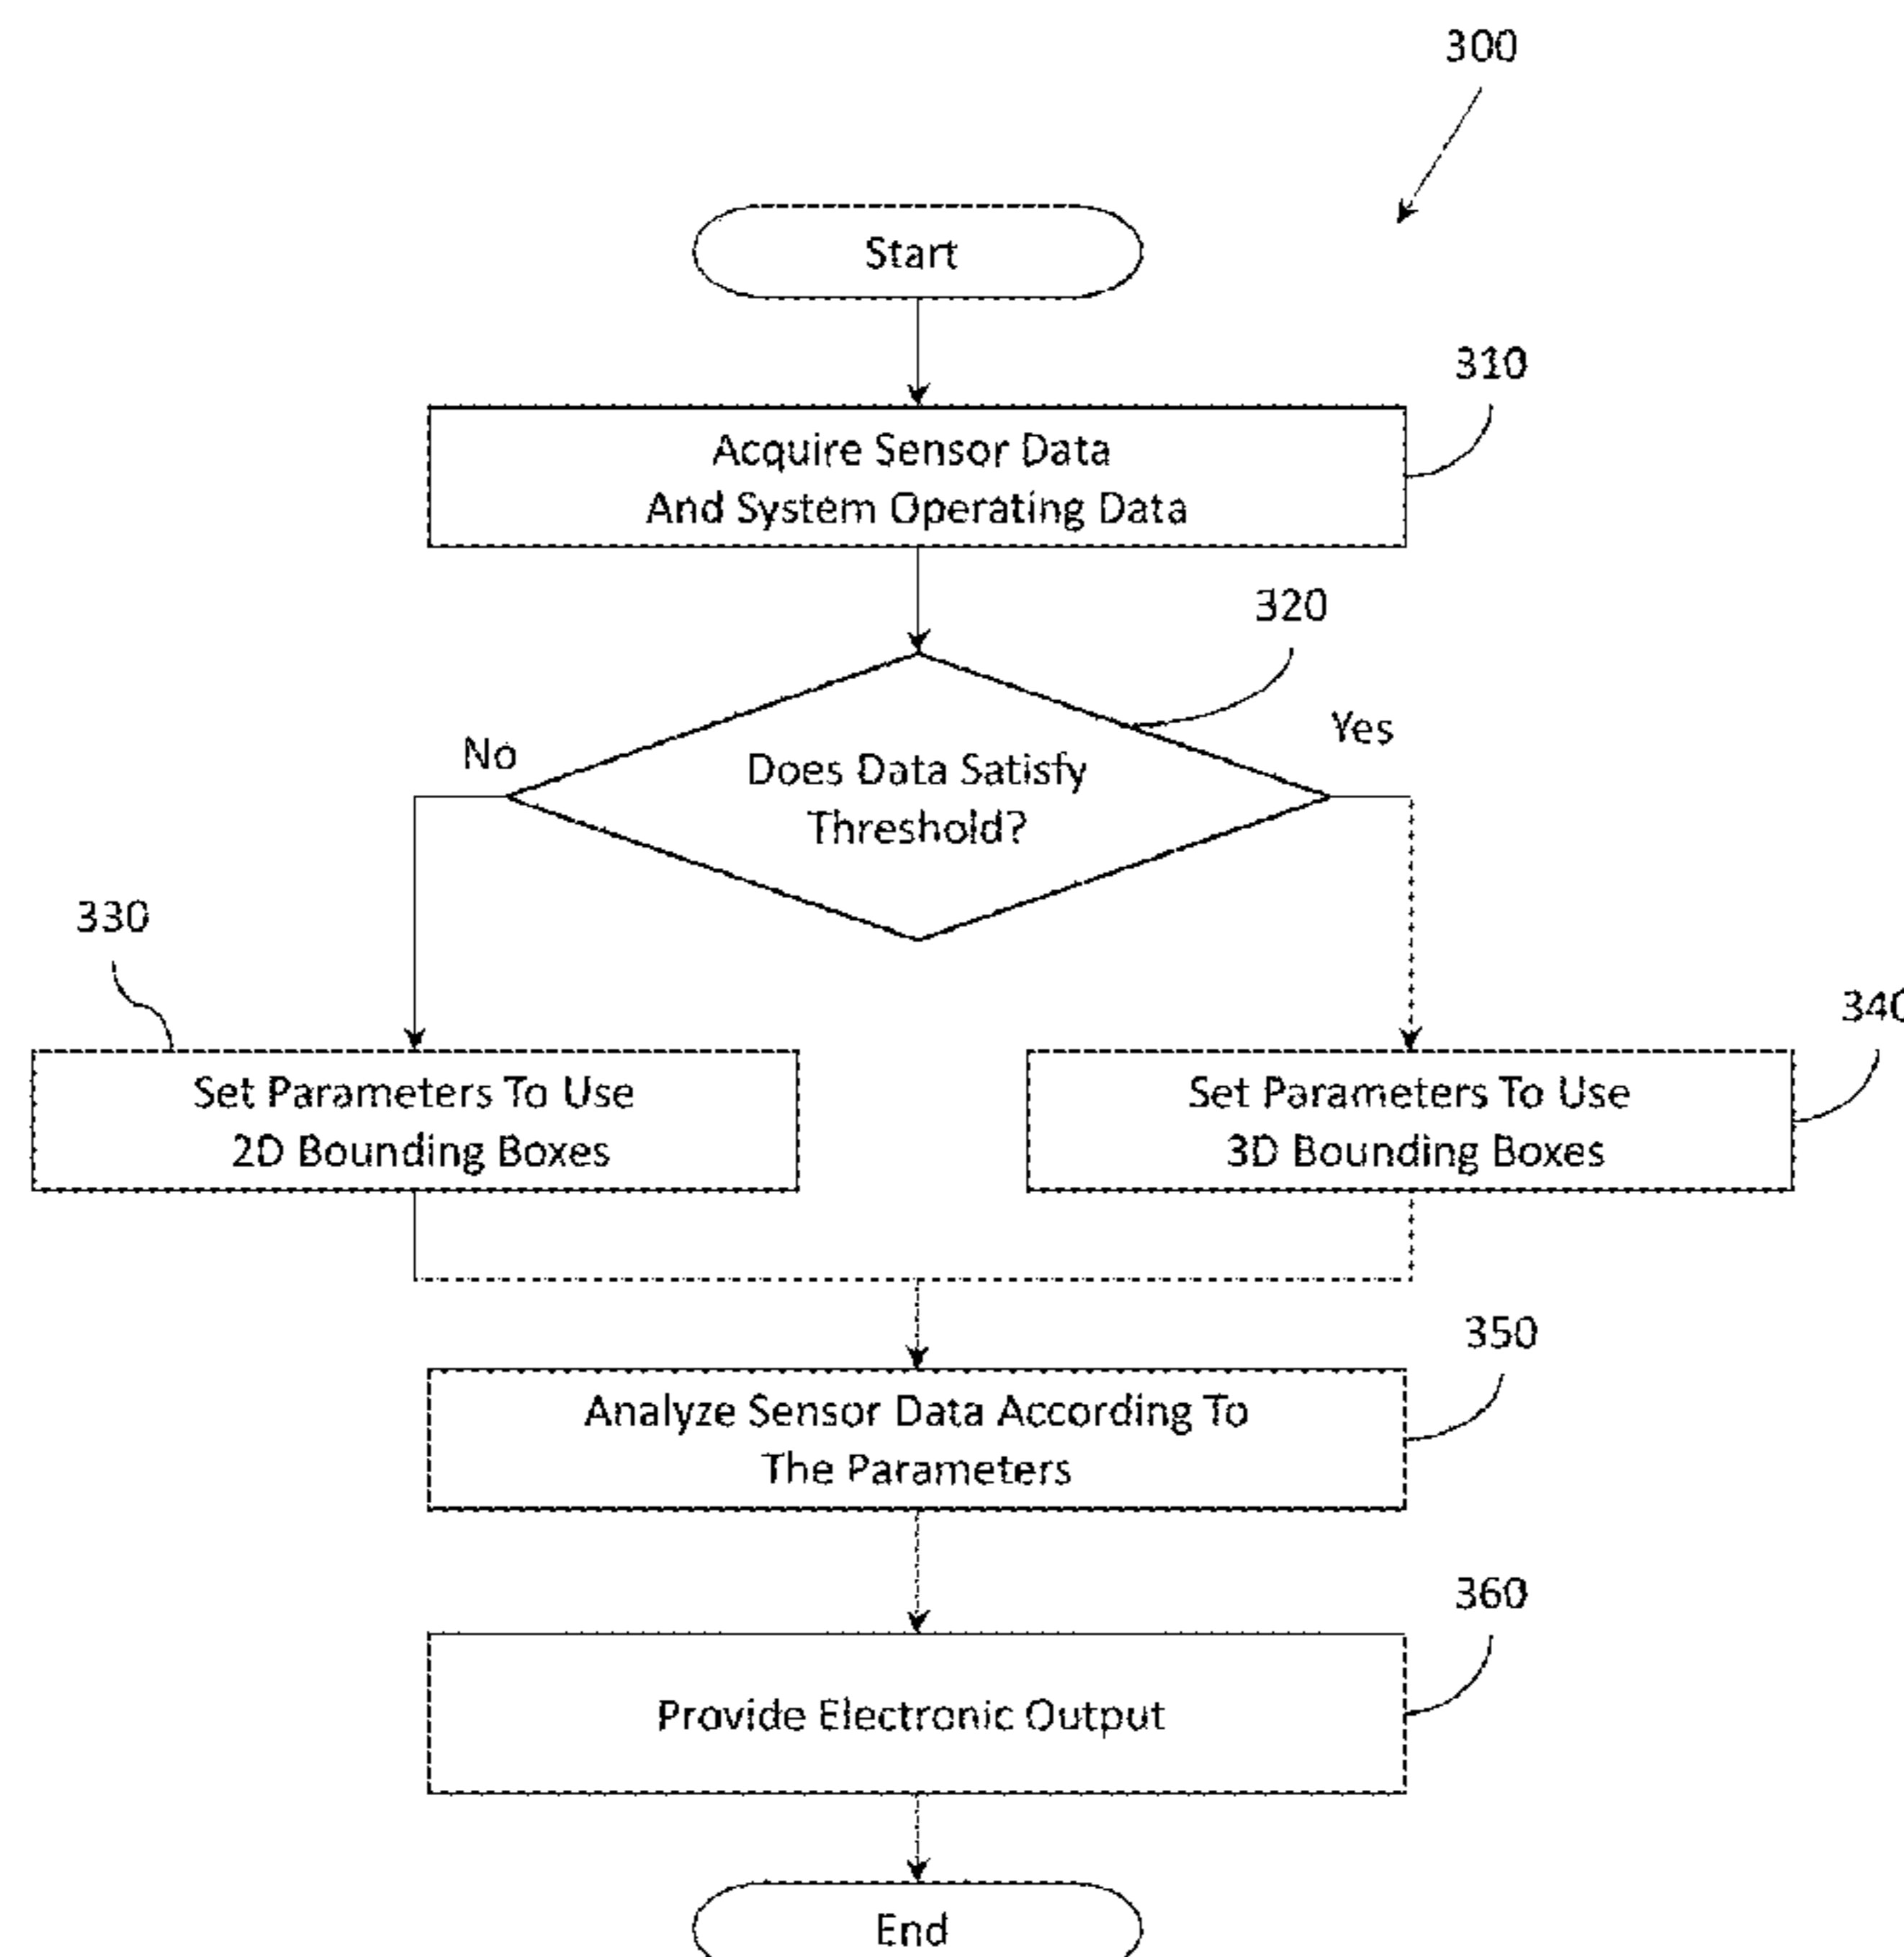 300
Start
310
Acquire Sensor Data
And System Operating Data
320
No
Yes
Does Data Satisfy
Threshold?
330
340
Set Parameters To Use
2D Bounding Boxes
Set Parameters To Use
3D Bounding Boxes
350
Analyze Sensor Data According To
The Parameters
360
Provide Electronic Output
End